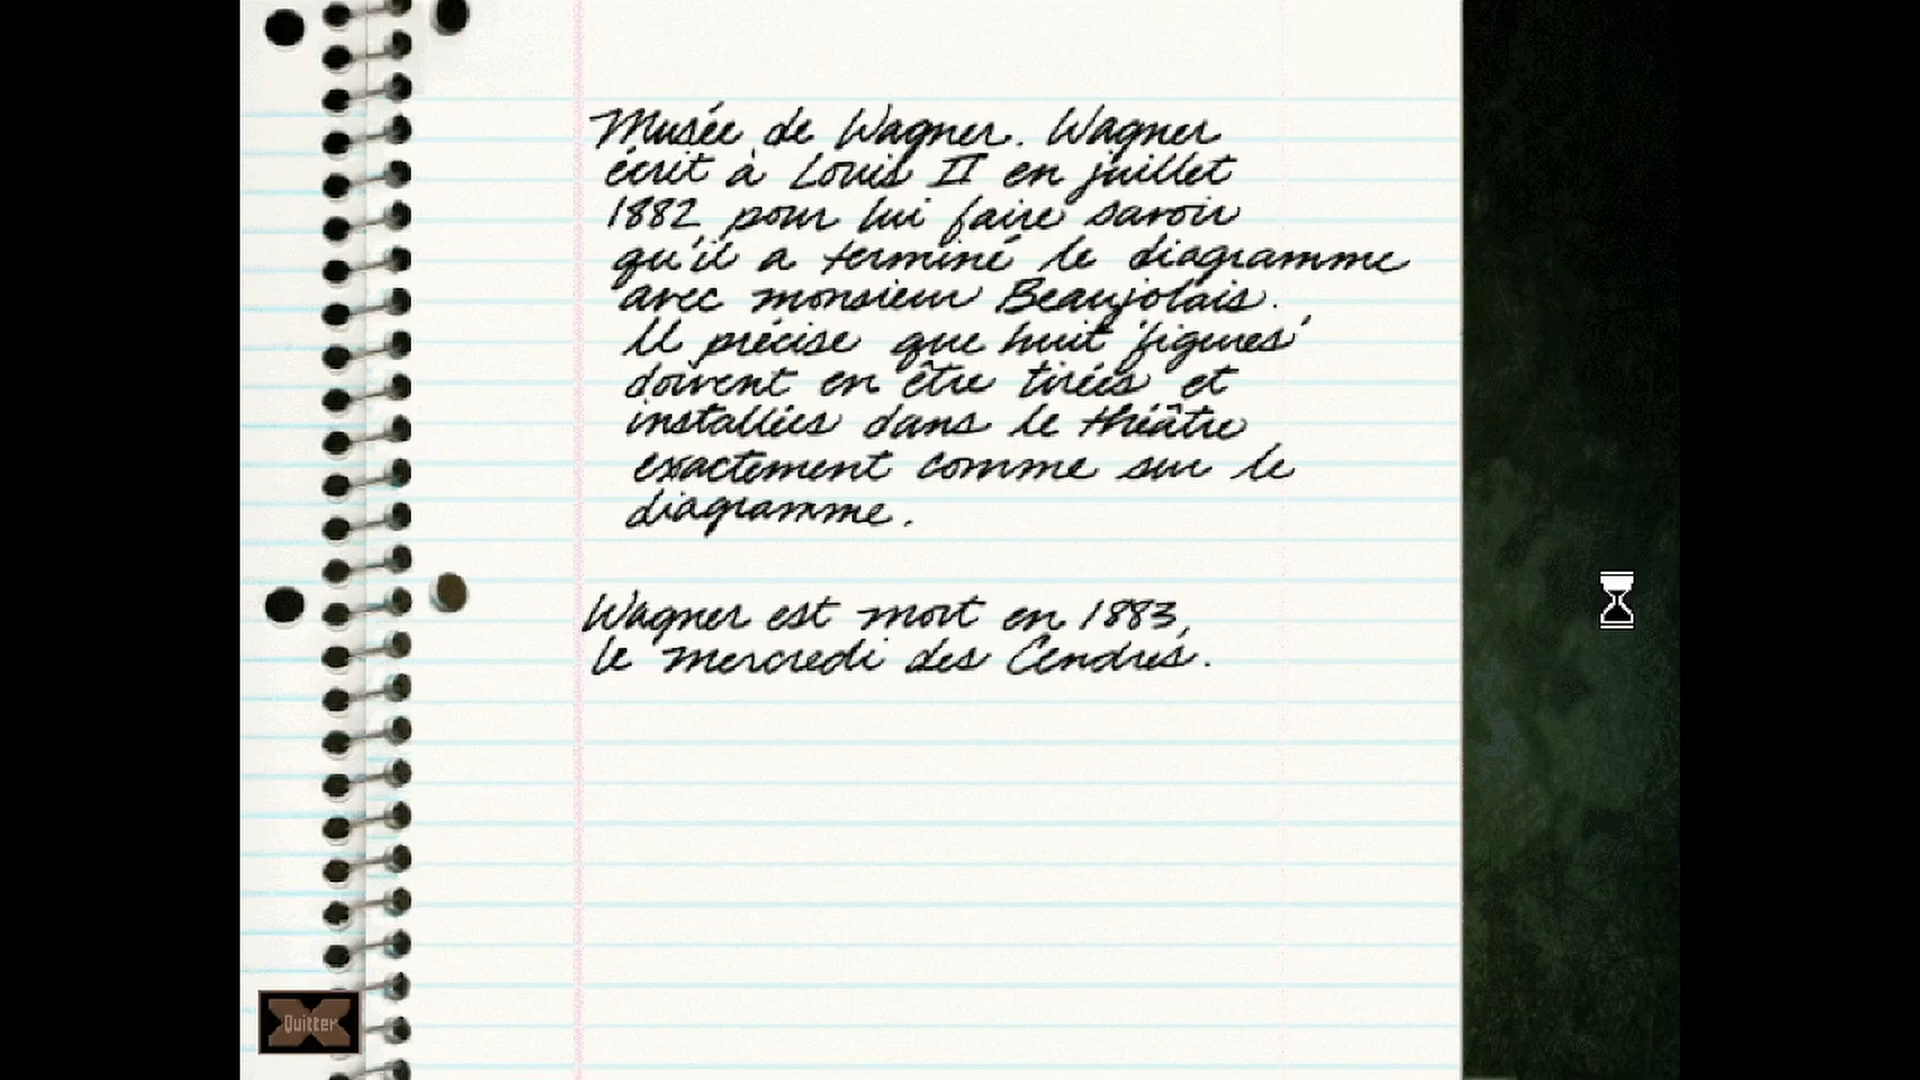 Musée de Wagner. Wagner
écrit à Louis II en juillet
1882 pour lui faire savoir
qu'il a terminé le diagramme
avec monsieur Beaujolais.
Il précise que huit 'figures'
doivent en être tirées et
installées dans le théâtre
exactement comme sur le
diagramme.
Wagner est mort en 1883,
le mercredi des Cendres.
Quitter